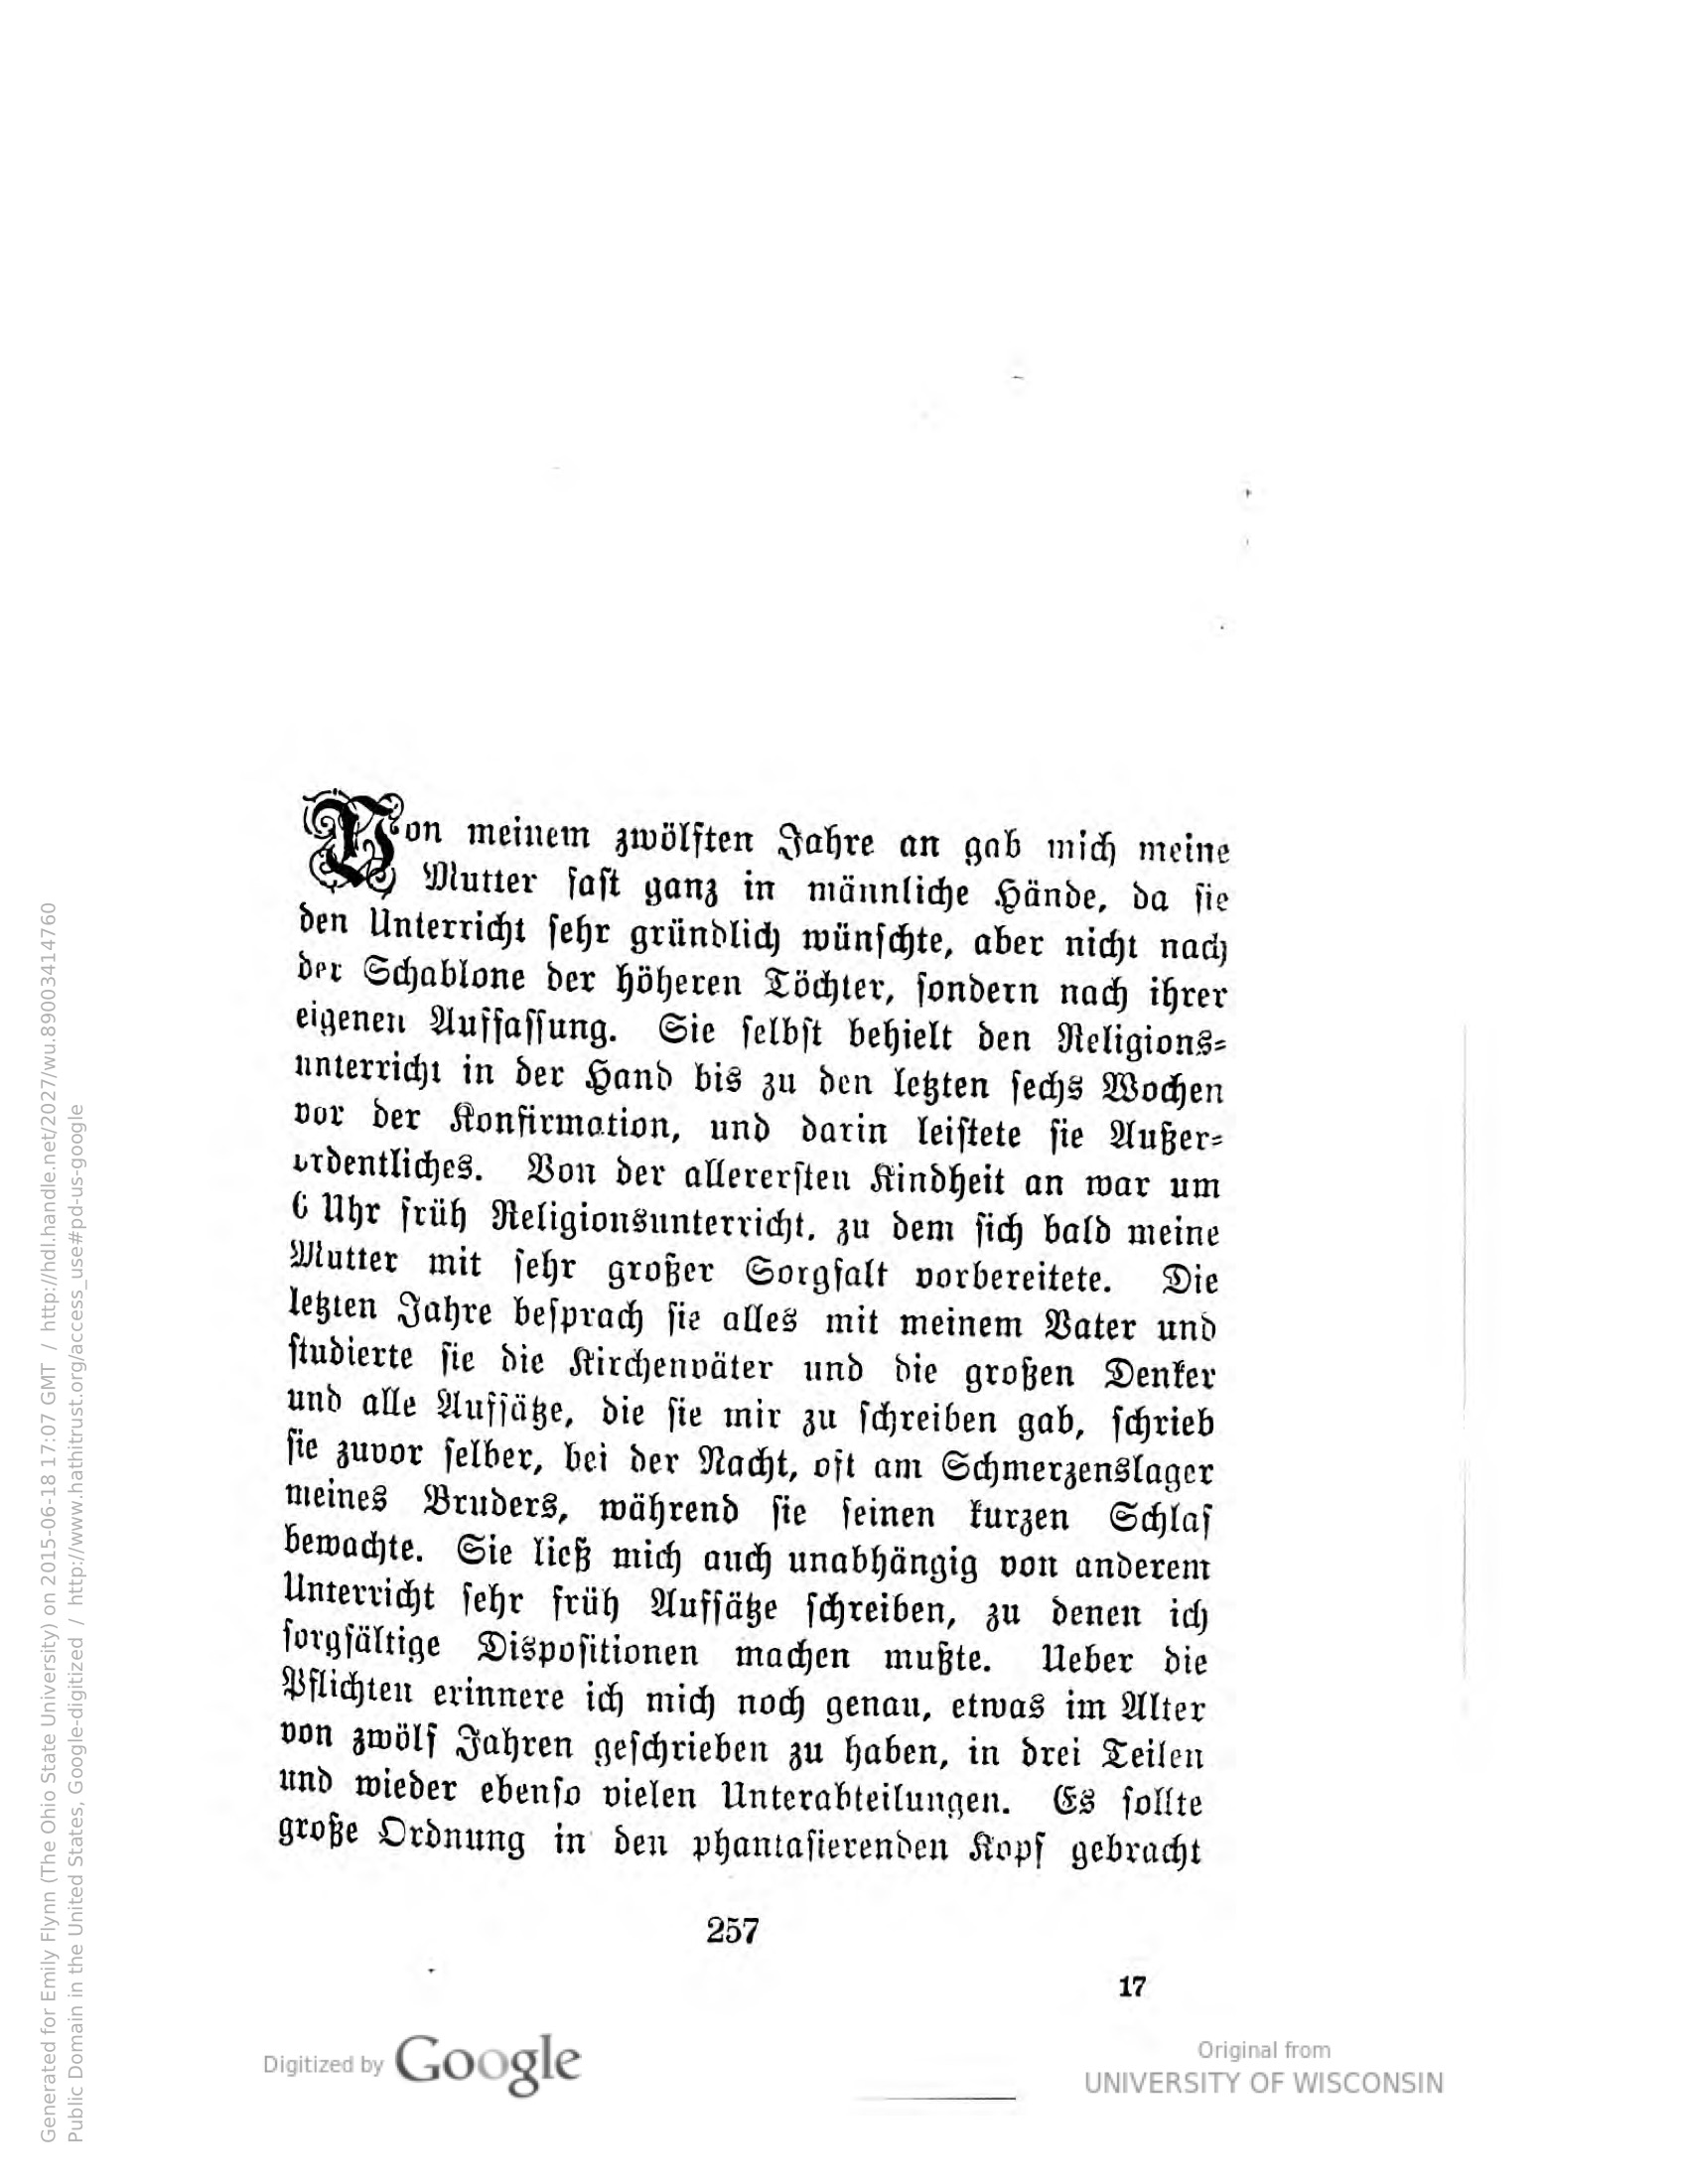 Von meinem zwölften Jahre an gab mich meine
Mutter fast ganz in männliche Hände, da sie
den Unterricht sehr gründlich wünschte, aber nicht nach
der Schablone der höheren Töchter, sondern nach ihrer
eigenen Auffassung. Sie selbst behielt den Religions-
unterricht in der Hand bis zu den letzten sechs Wochen
vor der Konfirmation, und darin leistete sie Außer-
ordentliches. Von der allerersten Kindheit an war um
6 Uhr früh Religionsunterricht, zu dem sich bald meine
Mutter mit sehr großer Sorgfalt vorbereitete. Die
letzten Jahre besprach sie alles mit meinem Vater und
studierte sie die Kirchenväter und die großen Denker
und alle Aufsätze, die sie mir zu schreiben gab, schrieb
sie zuvor selber, bei der Nacht, oft am Schmerzenslager
meines Bruders, während sie seinen kurzen Schlaf
bewachte. Sie ließ mich auch unabhängig von anderem
Unterricht sehr früh Aufsätze schreiben, zu denen ich
sorgfältige Dispositionen machen mußte. Ueber die
Pflichten erinnere ich mich noch genau, etwas im Alter
von zwölf Jahren geschrieben zu haben, in drei Teilen
und wieder ebenso vielen Unterabteilungen. Es sollte
große Ordnung in den phantasierenden Kopf gebracht
257
17
Digitized by Google
Original from
UNIVERSITY OF WISCONSIN
Generated for Emily Flynn (The Ohio State University) on 2015-06-18 17:07 GMT / http://hdl.handle.net/2027/wu.89003414760
Public Domain in the United States, Google-digitized / http://www.hathitrust.org/access_use#pd-us-google